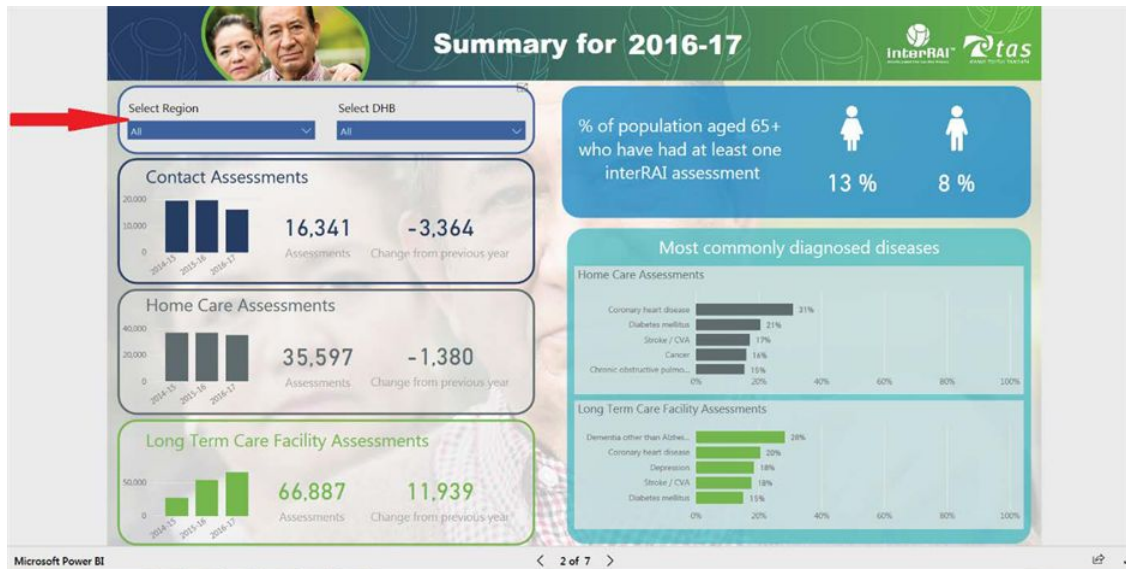 Summary for 2016-17
interRAI™
tas
Select Region
Select DHB
All
All
% of population aged 65+
who have had at least one
interRAI assessment
13 %
8 %
Contact Assessments
20,000
10,000
0
2014-15
2015-16
2016-17
16,341
-3,364
Assessments
Change from previous year
Home Care Assessments
40,000
20,000
0
2014-15
2015-16
2016-17
35,597
-1,380
Assessments
Change from previous year
Long Term Care Facility Assessments
50,000
0
2014-15
2015-16
2016-17
66,887
11,939
Assessments
Change from previous year
Most commonly diagnosed diseases
Home Care Assessments
Coronary heart disease 31%
Diabetes mellitus 21%
Stroke / CVA 17%
Cancer 16%
Chronic obstructive pulmo... 15%
0% 20% 40% 60% 80% 100%
Long Term Care Facility Assessments
Dementia other than Alzhei... 28%
Coronary heart disease 20%
Depression 18%
Stroke / CVA 18%
Diabetes mellitus 15%
0% 20% 40% 60% 80% 100%
Microsoft Power BI
2 of 7